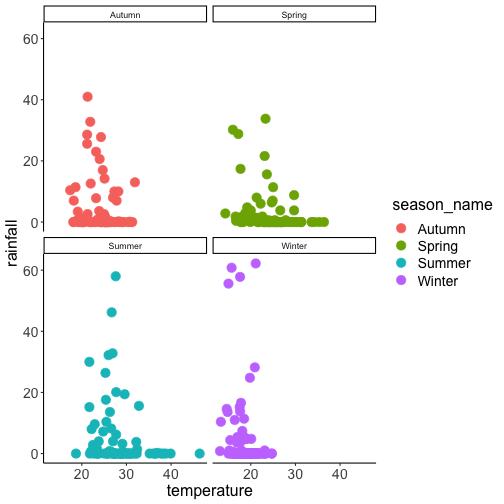 Autumn Spring
60
40
20
0
rainfall
Summer Winter
60
40
20
0
20 30 40 20 30 40
temperature
season_name
Autumn
Spring
Summer
Winter